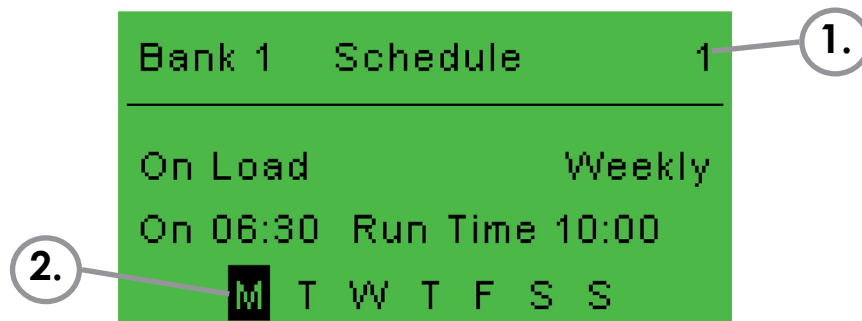 Bank 1 Schedule 1
1.
On Load Weekly
On 06:30 Run Time 10:00
2.
M T W T F S S